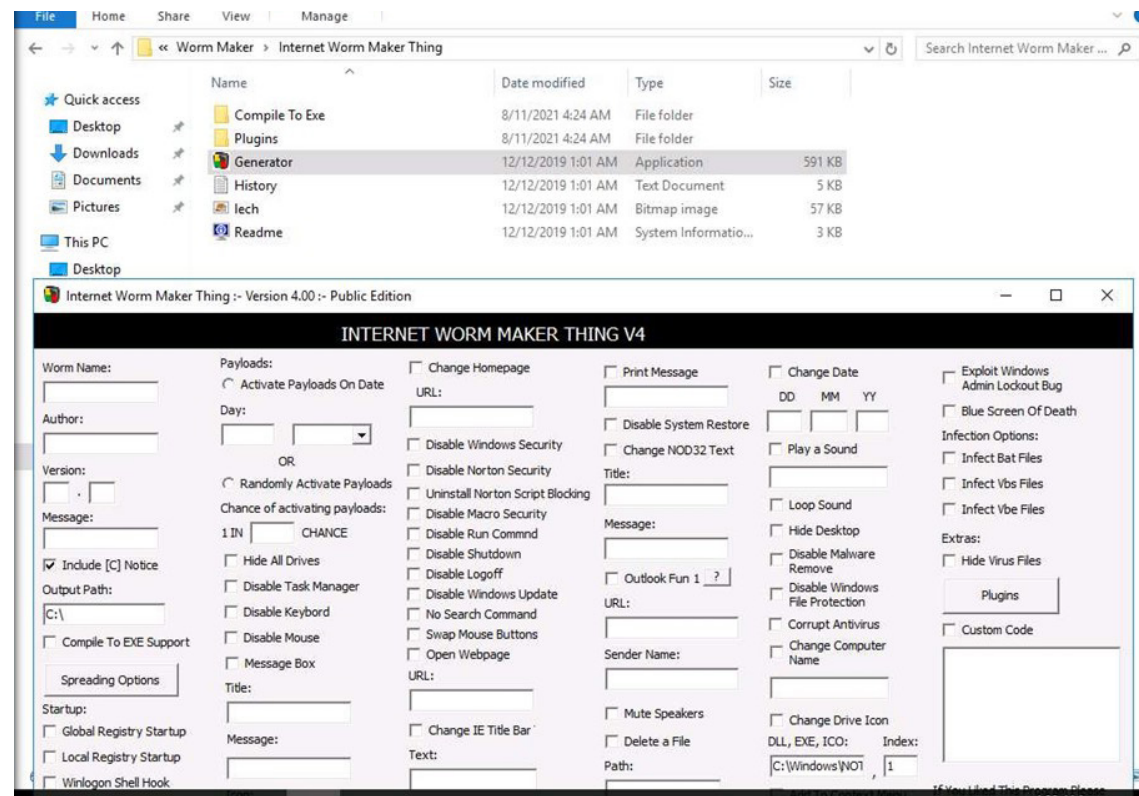 File Home Share View Manage
« Worm Maker > Internet Worm Maker Thing
Search Internet Worm Maker ...
Name Date modified Type Size
Quick access
Desktop
Downloads
Documents
Pictures
This PC
Desktop
Compile To Exe 8/11/2021 4:24 AM File folder
Plugins 8/11/2021 4:24 AM File folder
Generator 12/12/2019 1:01 AM Application 591 KB
History 12/12/2019 1:01 AM Text Document 5 KB
lech 12/12/2019 1:01 AM Bitmap image 57 KB
Readme 12/12/2019 1:01 AM System Informatio... 3 KB
Internet Worm Maker Thing :- Version 4.00 :- Public Edition
INTERNET WORM MAKER THING V4
Worm Name:
Author:
Version:
.
Message:
Include [C] Notice
Output Path:
C:\
Compile To EXE Support
Spreading Options
Startup:
Global Registry Startup
Local Registry Startup
Winlogon Shell Hook
Payloads:
Activate Payloads On Date
Day:
OR
Randomly Activate Payloads
Chance of activating payloads:
1 IN CHANCE
Hide All Drives
Disable Task Manager
Disable Keybord
Disable Mouse
Message Box
Title:
Message:
Change Homepage
URL:
Disable Windows Security
Disable Norton Security
Uninstall Norton Script Blocking
Disable Macro Security
Disable Run Commnd
Disable Shutdown
Disable Logoff
Disable Windows Update
No Search Command
Swap Mouse Buttons
Open Webpage
URL:
Change IE Title Bar
Text:
Print Message
Disable System Restore
Change NOD32 Text
Title:
Message:
Outlook Fun 1 ?
URL:
Sender Name:
Mute Speakers
Delete a File
Path:
Change Date
DD MM YY
Play a Sound
Loop Sound
Hide Desktop
Disable Malware
Remove
Disable Windows
File Protection
Corrupt Antivirus
Change Computer
Name
Change Drive Icon
DLL, EXE, ICO: Index:
C:\Windows\NOT , 1
Add To Context Menu
Exploit Windows
Admin Lockout Bug
Blue Screen Of Death
Infection Options:
Infect Bat Files
Infect Vbs Files
Infect Vbe Files
Extras:
Hide Virus Files
Plugins
Custom Code
If You Liked This Program Please